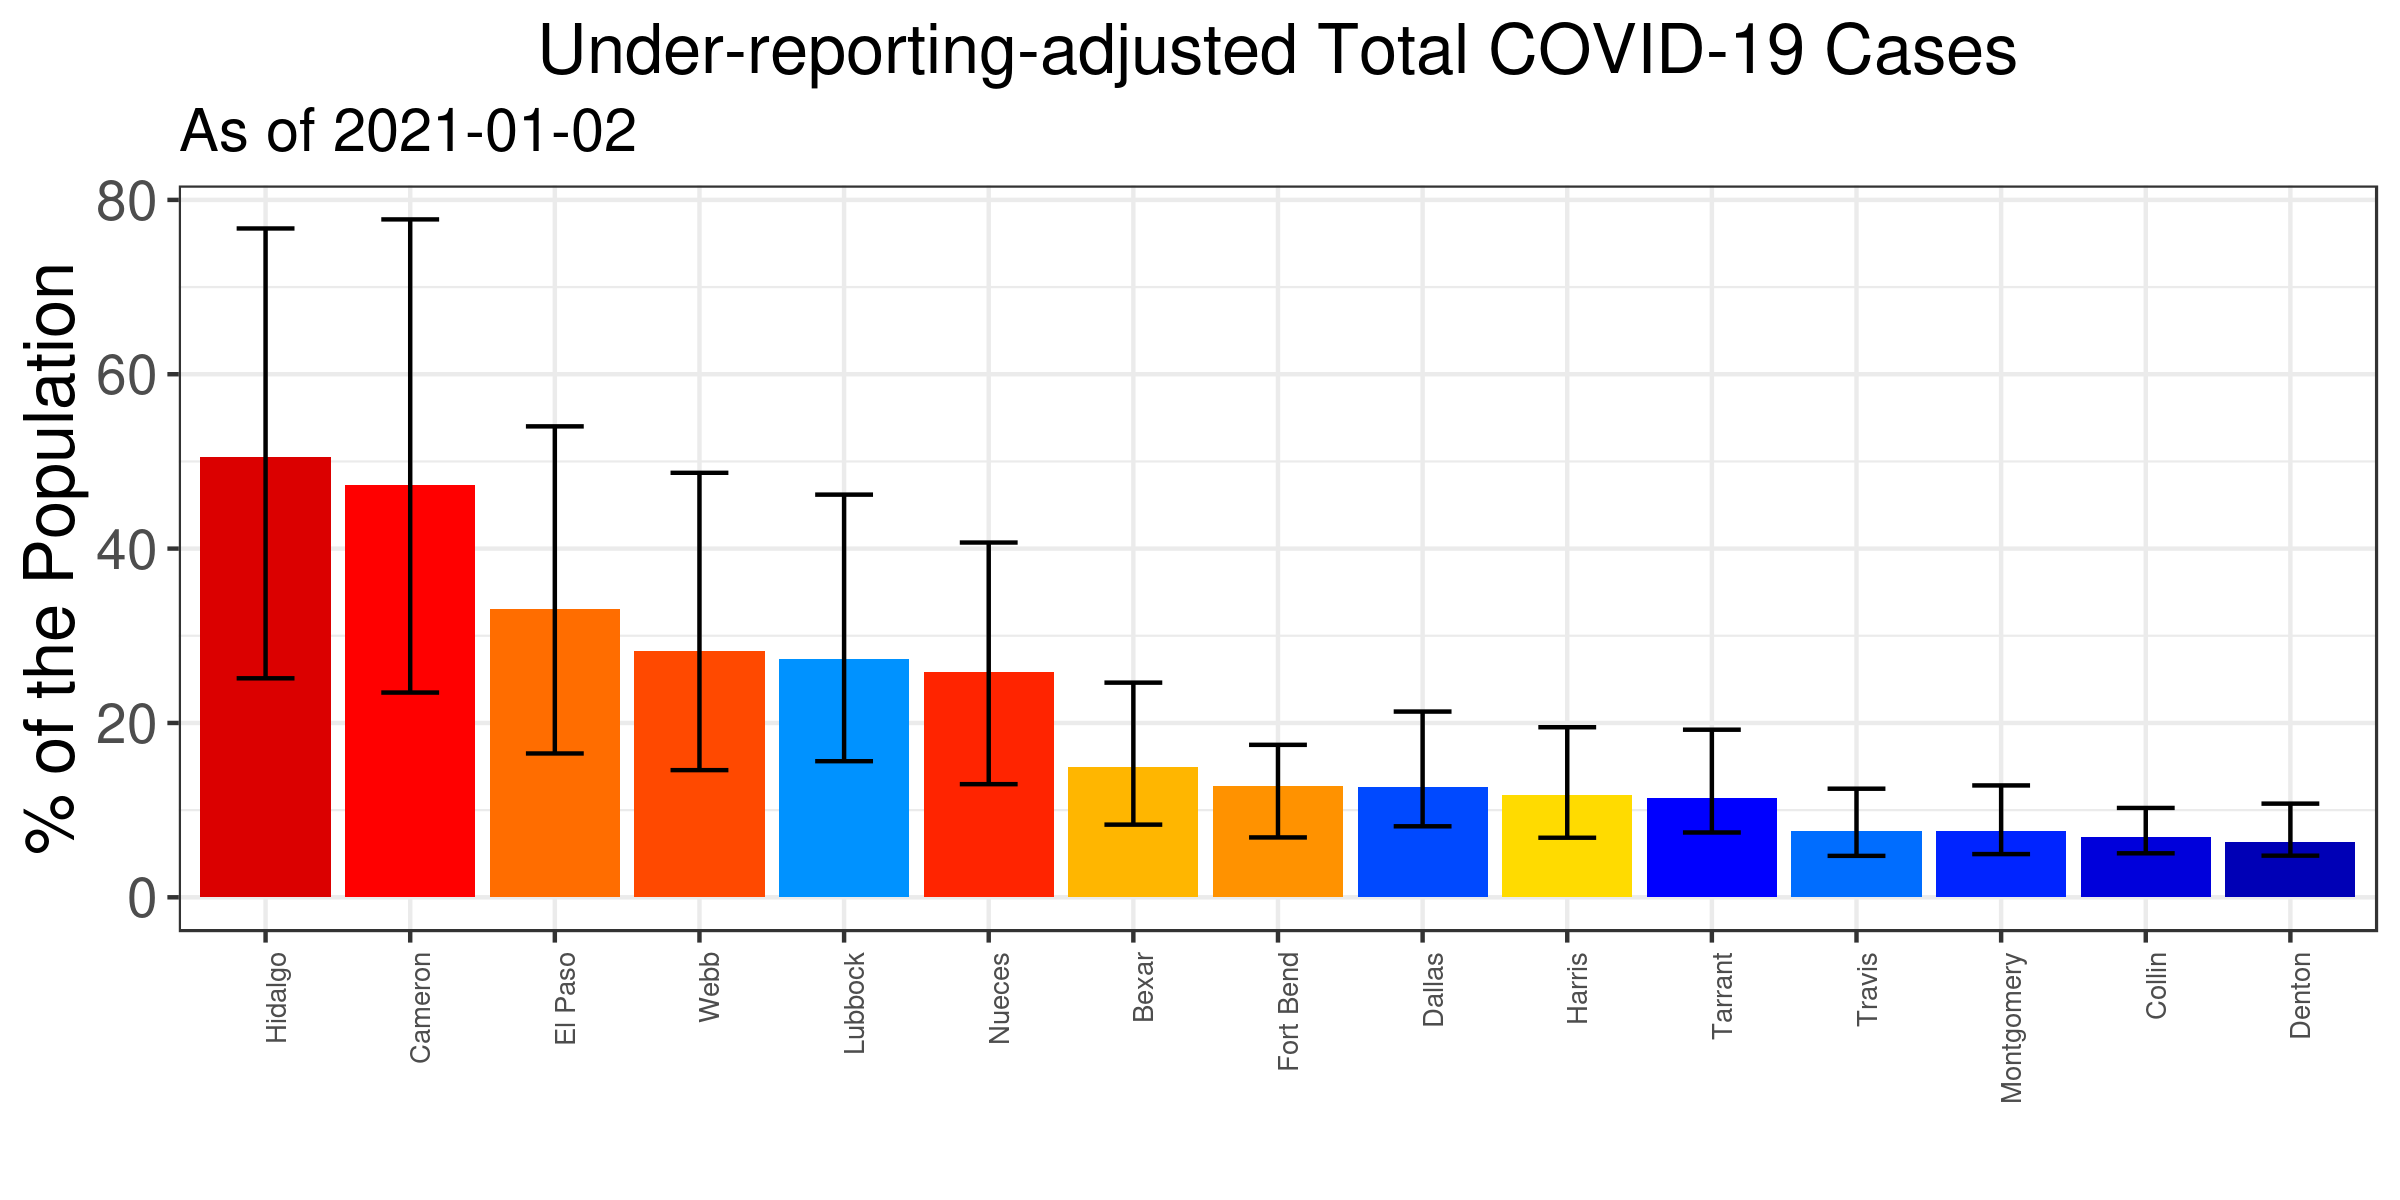 Under-reporting-adjusted Total COVID-19 Cases
As of 2021-01-02
% of the Population
80
60
40
20
0
Hidalgo
Cameron
El Paso
Webb
Lubbock
Nueces
Bexar
Fort Bend
Dallas
Harris
Tarrant
Travis
Montgomery
Collin
Denton